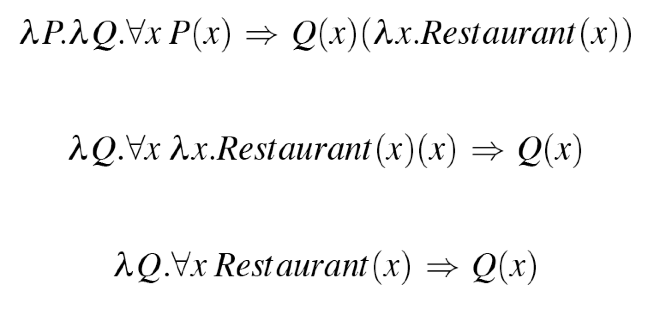 λP.λQ.∀x P(x) ⇒ Q(x)(λx.Restaurant(x))
λQ.∀x λx.Restaurant(x)(x) ⇒ Q(x)
λQ.∀x Restaurant(x) ⇒ Q(x)